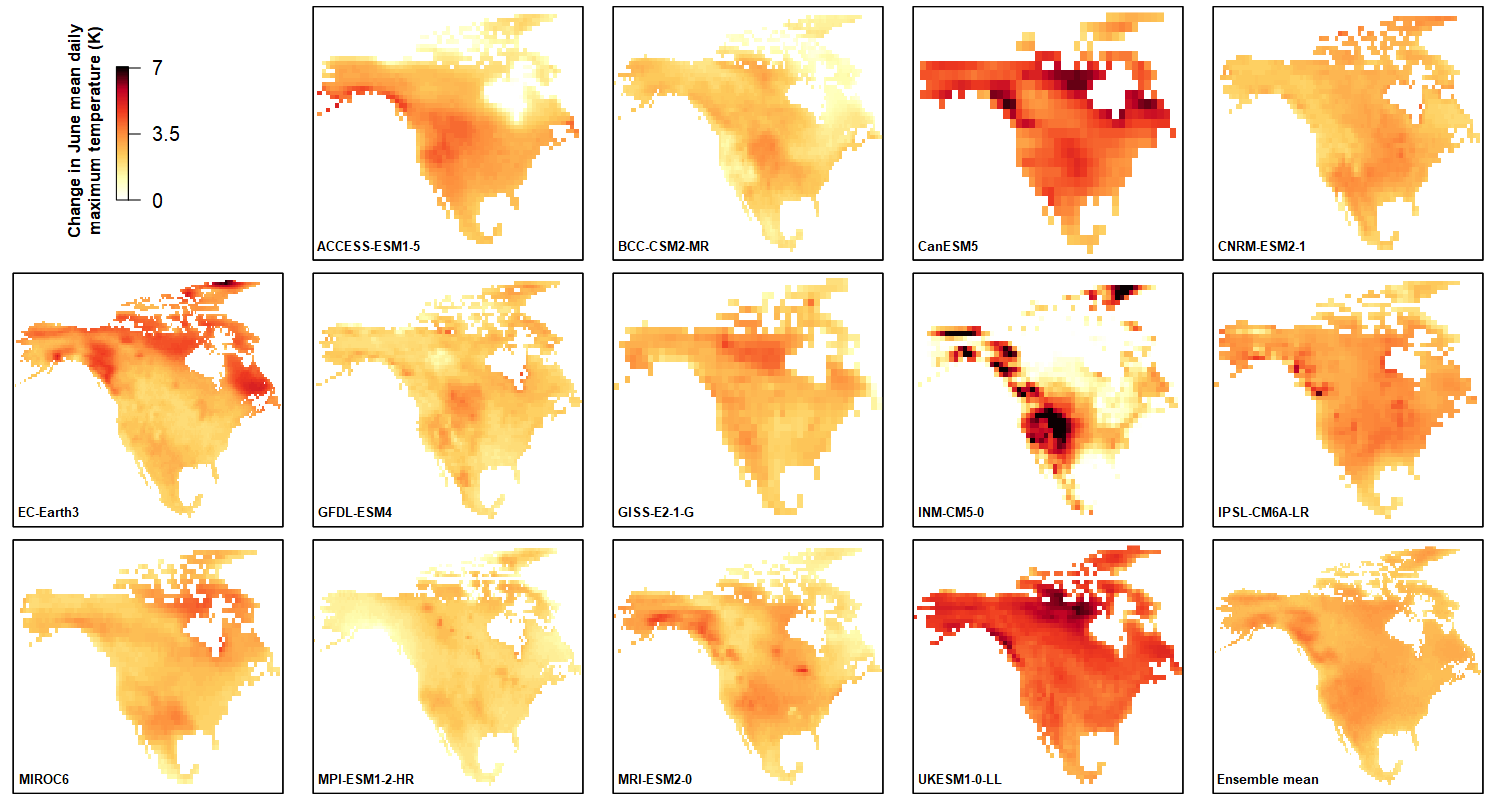 Change in June mean daily
maximum temperature (K)
7
3.5
0
ACCESS-ESM1-5
BCC-CSM2-MR
CanESM5
CNRM-ESM2-1
EC-Earth3
GFDL-ESM4
GISS-E2-1-G
INM-CM5-0
IPSL-CM6A-LR
MIROC6
MPI-ESM1-2-HR
MRI-ESM2-0
UKESM1-0-LL
Ensemble mean